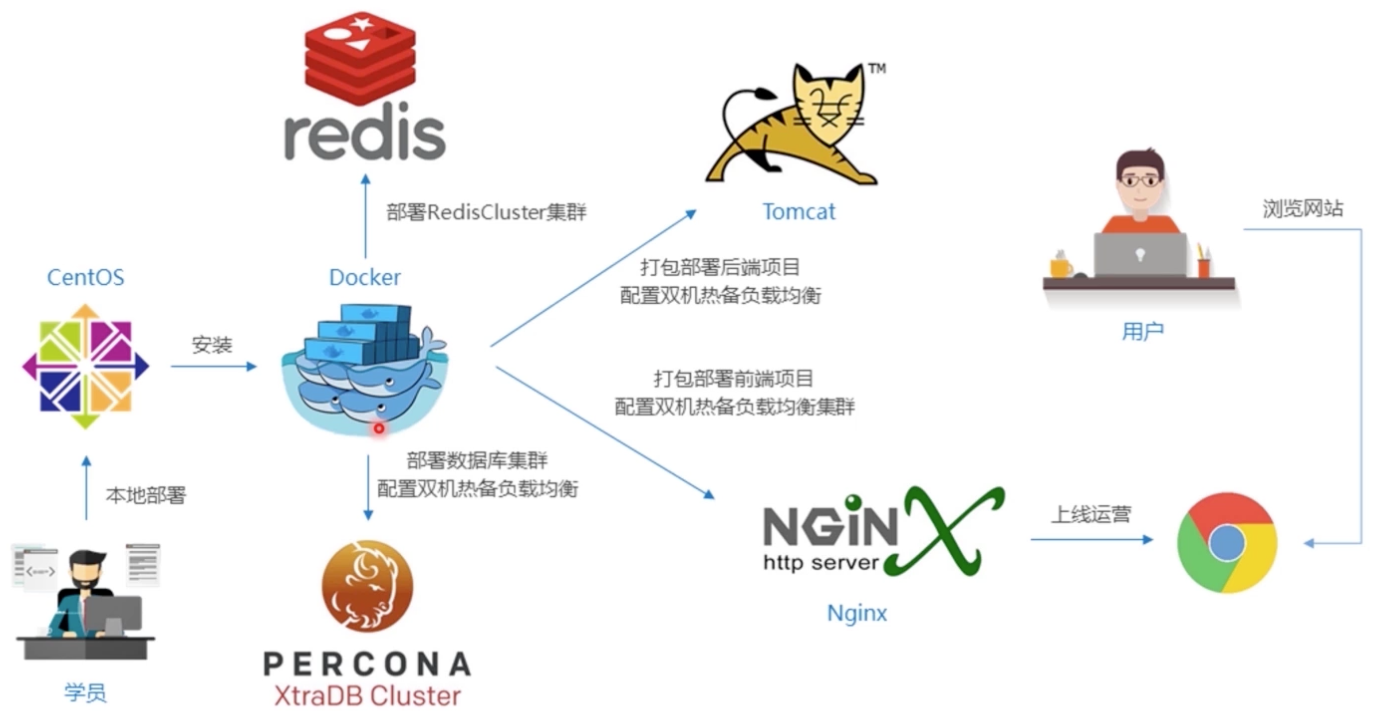 redis
部署RedisCluster集群
TM
Tomcat
打包部署后端项目
配置双机热备负载均衡
浏览网站
用户
CentOS
Docker
安装
打包部署前端项目
配置双机热备负载均衡集群
部署数据库集群
配置双机热备负载均衡
本地部署
学员
PERCONA
XtraDB Cluster
NGiNX
http server
Nginx
上线运营